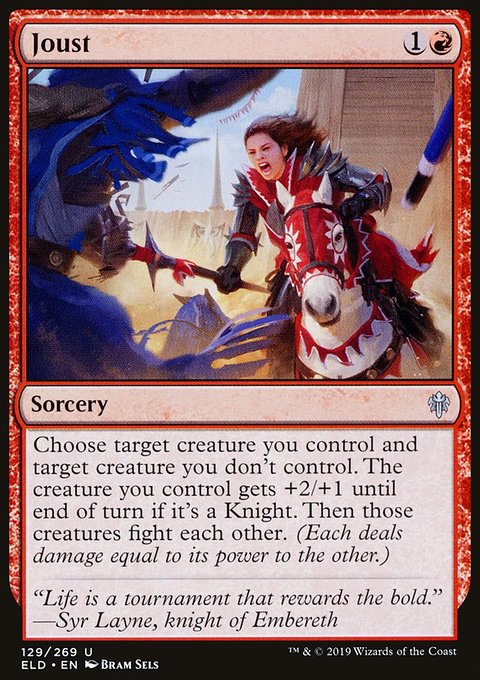 Joust 1
Sorcery
Choose target creature you control and
target creature you don't control. The
creature you control gets +2/+1 until
end of turn if it's a Knight. Then those
creatures fight each other. (Each deals
damage equal to its power to the other.)
"Life is a tournament that rewards the bold."
—Syr Layne, knight of Embereth
129/269 U
ELD • EN Bram Sels
™ & © 2019 Wizards of the Coast